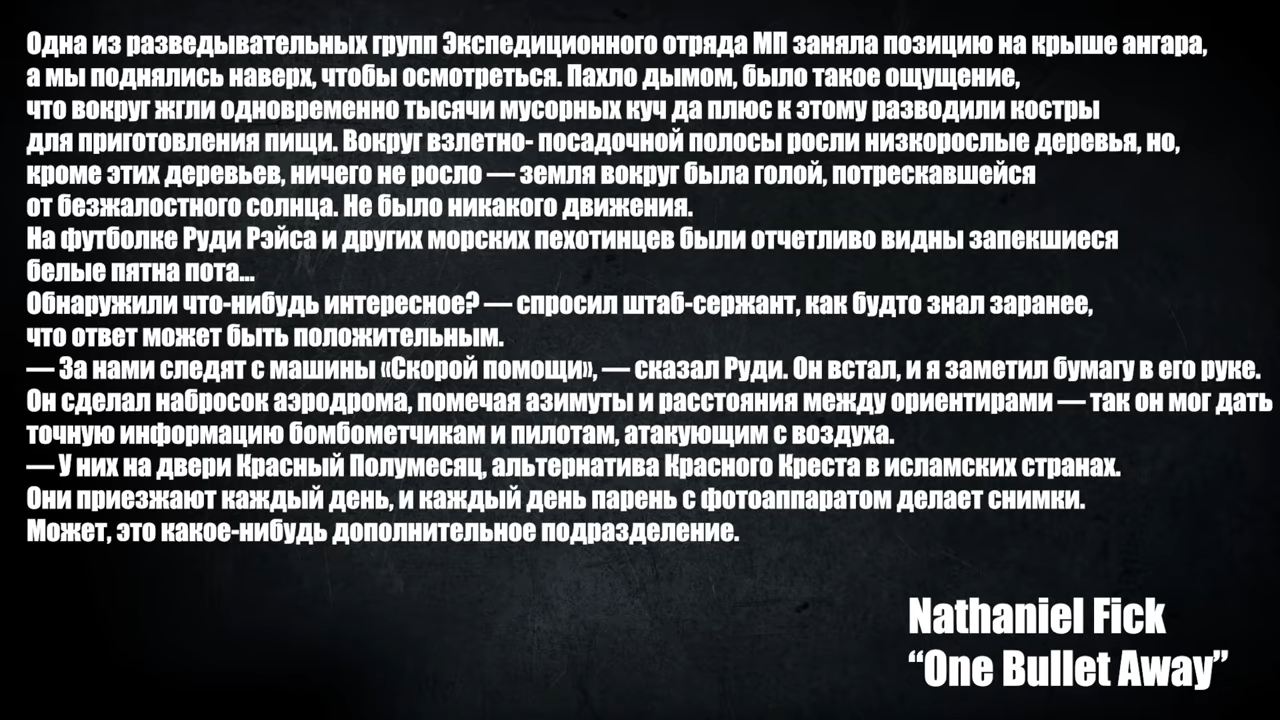 Одна из разведывательных групп Экспедиционного отряда МП заняла позицию на крыше ангара,
а мы поднялись наверх, чтобы осмотреться. Пахло дымом, было такое ощущение,
что вокруг жгли одновременно тысячи мусорных куч да плюс к этому разводили костры
для приготовления пищи. Вокруг взлетно- посадочной полосы росли низкорослые деревья, но,
кроме этих деревьев, ничего не росло — земля вокруг была голой, потрескавшейся
от безжалостного солнца. Не было никакого движения.
На футболке Руди Рэйса и других морских пехотинцев были отчетливо видны запекшиеся
белые пятна пота...
Обнаружили что-нибудь интересное? — спросил штаб-сержант, как будто знал заранее,
что ответ может быть положительным.
— За нами следят с машины «Скорой помощи», — сказал Руди. Он встал, и я заметил бумагу в его руке.
Он сделал набросок аэродрома, помечая азимуты и расстояния между ориентирами — так он мог дать
точную информацию бомбометчикам и пилотам, атакующим с воздуха.
— У них на двери Красный Полумесяц, альтернатива Красного Креста в исламских странах.
Они приезжают каждый день, и каждый день парень с фотоаппаратом делает снимки.
Может, это какое-нибудь дополнительное подразделение.
Nathaniel Fick
“One Bullet Away”